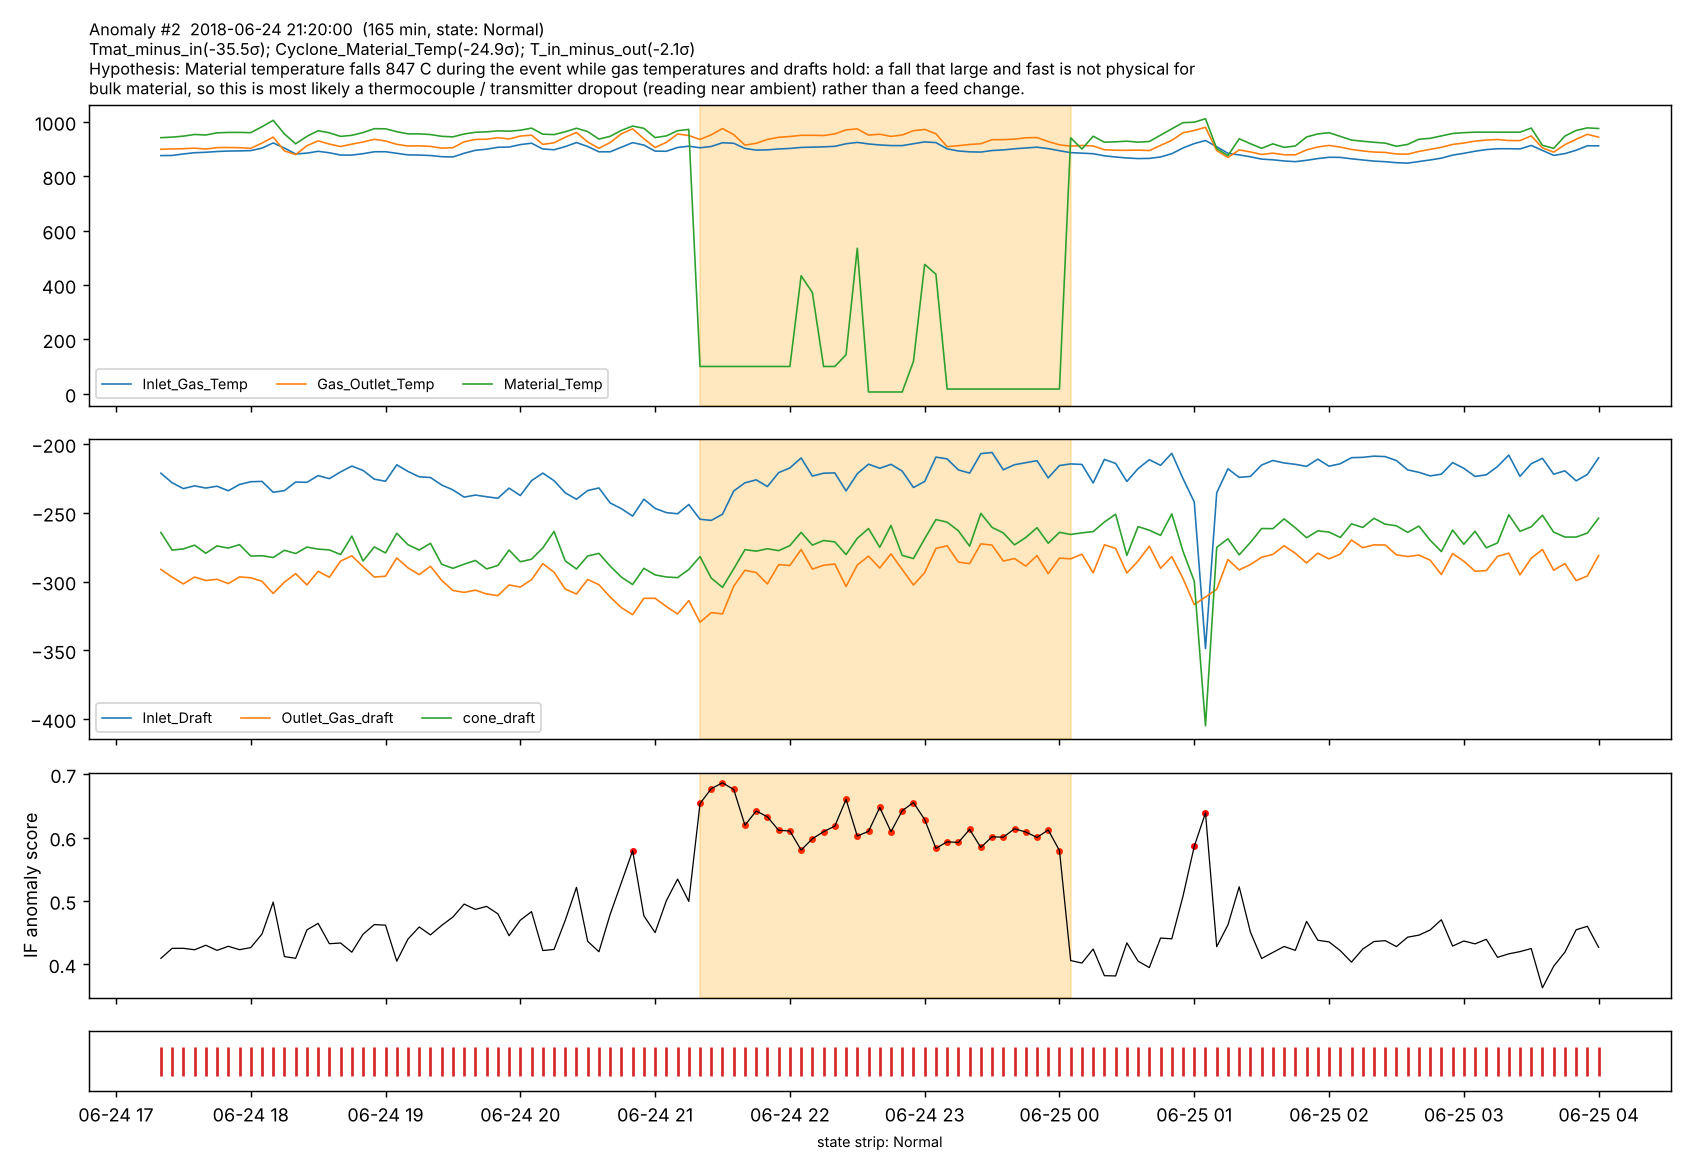 Anomaly #2  2018-06-24 21:20:00  (165 min, state: Normal)
Tmat_minus_in(-35.5σ); Cyclone_Material_Temp(-24.9σ); T_in_minus_out(-2.1σ)
Hypothesis: Material temperature falls 847 C during the event while gas temperatures and drafts hold: a fall that large and fast is not physical for
bulk material, so this is most likely a thermocouple / transmitter dropout (reading near ambient) rather than a feed change.
1000
800
600
400
200
0
Inlet_Gas_Temp Gas_Outlet_Temp Material_Temp
−200
−250
−300
−350
−400
Inlet_Draft Outlet_Gas_draft cone_draft
0.7
0.6
0.5
0.4
IF anomaly score
06-24 17 06-24 18 06-24 19 06-24 20 06-24 21 06-24 22 06-24 23 06-25 00 06-25 01 06-25 02 06-25 03 06-25 04
state strip: Normal